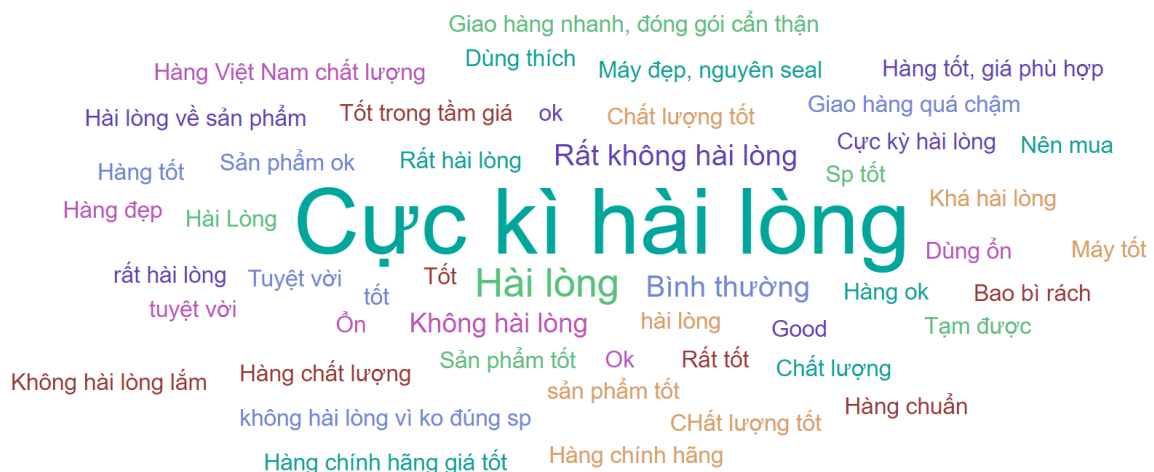 Giao hàng nhanh, đóng gói cẩn thận
Dùng thích
Hàng Việt Nam chất lượng
Máy đẹp, nguyên seal
Hàng tốt, giá phù hợp
Hài lòng về sản phẩm
Tốt trong tầm giá
ok
Chất lượng tốt
Giao hàng quá chậm
Cực kỳ hài lòng
Nên mua
Hàng tốt
Sản phẩm ok
Rất hài lòng
Rất không hài lòng
Sp tốt
Hàng đẹp
Hài Lòng
Cực kì hài lòng
Khá hài lòng
Dùng ổn
Máy tốt
rất hài lòng
Tuyệt vời
Tốt
Hài lòng
Bình thường
Hàng ok
Bao bì rách
tốt
tuyệt vời
Ổn
Không hài lòng
hài lòng
Good
Tạm được
Sản phẩm tốt
Ok
Rất tốt
Chất lượng
Không hài lòng lắm
Hàng chất lượng
sản phẩm tốt
Hàng chuẩn
không hài lòng vì ko đúng sp
CHất lượng tốt
Hàng chính hãng giá tốt
Hàng chính hãng